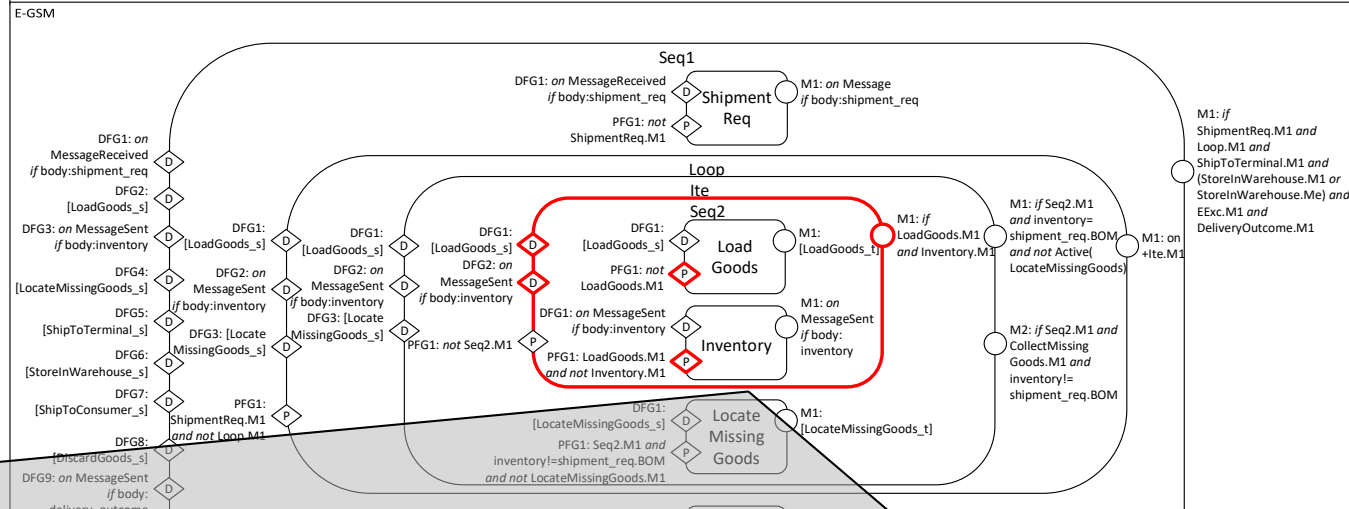 E-GSM
Seq1
DFG1: on MessageReceived
if body:shipment_req
D
PFG1: not
ShipmentReq.M1
P
Shipment
Req
M1: on Message
if body:shipment_req
DFG1: on
MessageReceived
if body:shipment_req
D
DFG2:
[LoadGoods_s]
D
DFG3: on MessageSent
if body:inventory
D
DFG4:
[LocateMissingGoods_s]
D
DFG5:
[ShipToTerminal_s]
D
DFG6:
[StoreInWarehouse_s]
D
DFG7:
[ShipToConsumer_s]
D
DFG8:
[DiscardGoods_s]
D
DFG9: on MessageSent
if body:
delivery_outcome
D
M1: if
ShipmentReq.M1 and
Loop.M1 and
ShipToTerminal.M1 and
(StoreInWarehouse.M1 or
StoreInWarehouse.Me) and
EExc.M1 and
DeliveryOutcome.M1
Loop
DFG1:
[LoadGoods_s]
D
DFG2: on
MessageSent
if body:inventory
D
DFG3: [Locate
MissingGoods_s]
D
PFG1:
ShipmentReq.M1
and not Loop.M1
P
M1: on
+Ite.M1
Ite
DFG1:
[LoadGoods_s]
D
DFG2: on
MessageSent
if body:inventory
D
DFG3: [Locate
MissingGoods_s]
D
M1: if Seq2.M1
and inventory=
shipment_req.BOM
and not Active(
LocateMissingGoods)
M2: if Seq2.M1 and
CollectMissing
Goods.M1 and
inventory!=
shipment_req.BOM
Seq2
DFG1:
[LoadGoods_s]
D
DFG2: on
MessageSent
if body:inventory
D
PFG1: not Seq2.M1
P
M1: if
LoadGoods.M1
and Inventory.M1
DFG1:
[LoadGoods_s]
D
PFG1: not
LoadGoods.M1
P
Load
Goods
M1:
[LoadGoods_t]
DFG1: on MessageSent
if body:inventory
D
PFG1: LoadGoods.M1
and not Inventory.M1
P
Inventory
M1: on
MessageSent
if body:
inventory
DFG1:
[LocateMissingGoods_s]
D
PFG1: Seq2.M1 and
inventory!=shipment_req.BOM
and not LocateMissingGoods.M1
P
Locate
Missing
Goods
M1:
[LocateMissingGoods_t]